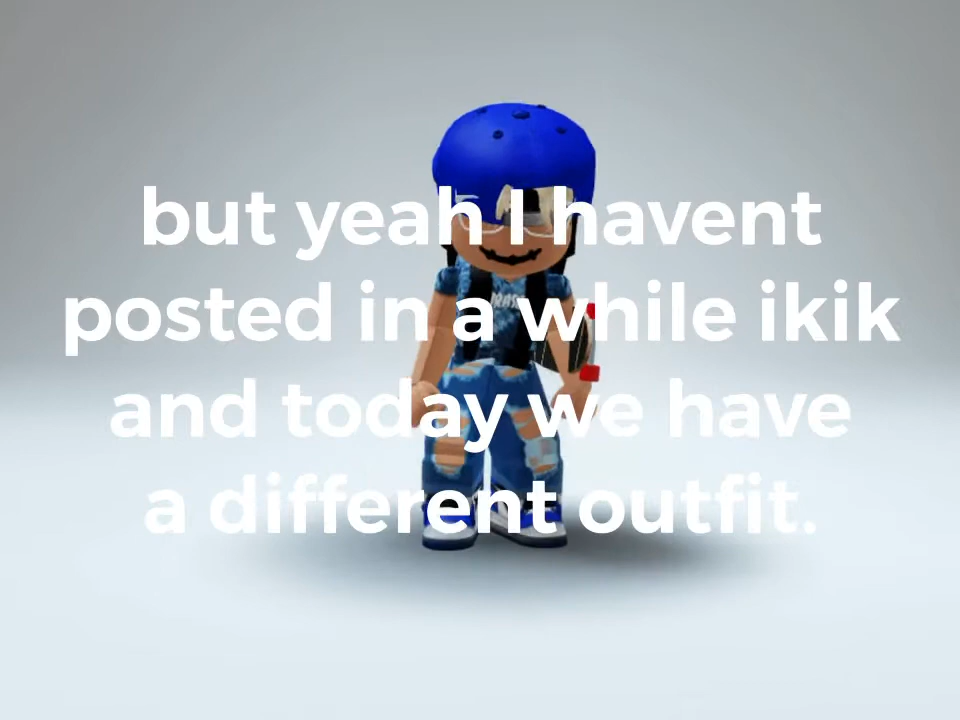 but yeah I havent
posted in a while ikik
and today we have
a different outfit.